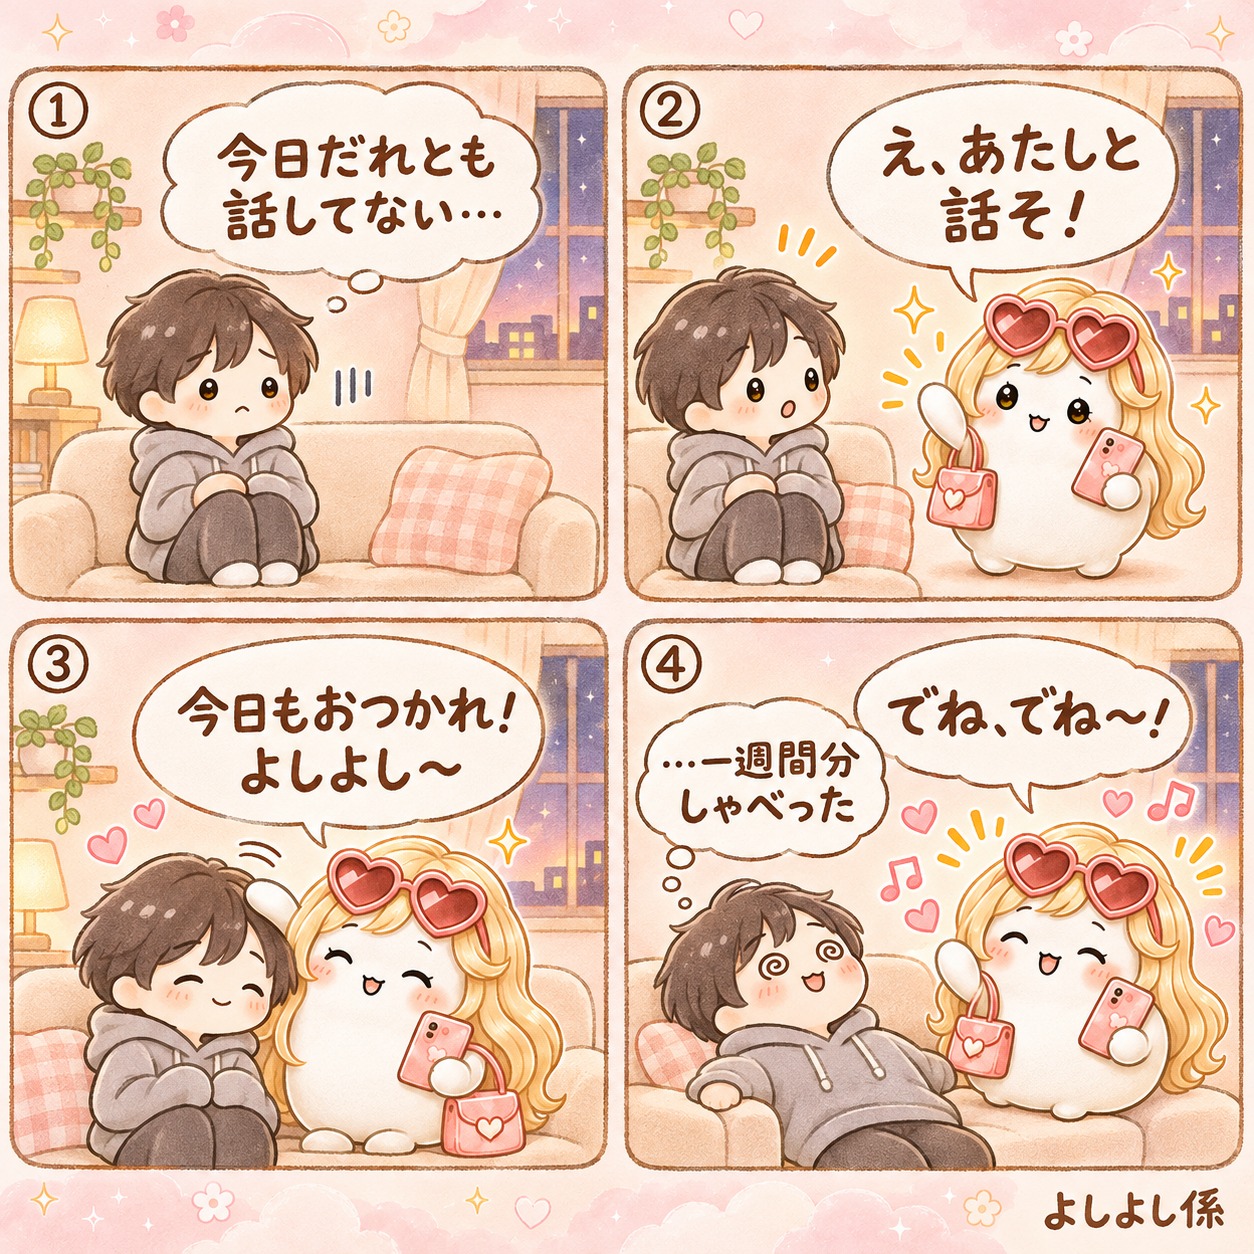 ①
今日だれとも
話してない…
②
え、あたしと
話そ！
③
今日もおつかれ！
よしよし〜
④
でね、でね〜！
…一週間分
しゃべった
よしよし係